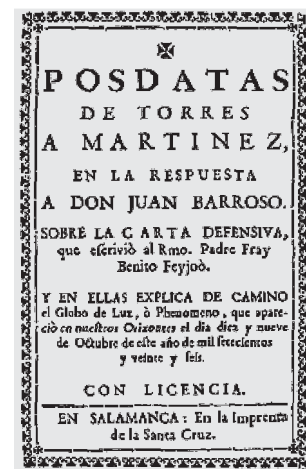 POSDATAS
DE TORRES
A MARTINEZ,
EN LA RESPUESTA
A DON JUAN BARROSO.
SOBRE LA CARTA DEFENSIVA,
que eſcriviò al Rmo. Padre Fray
Benito Feyjoò.
Y EN ELLAS EXPLICA DE CAMINO
el Globo de Luz, ò Phenomeno, que apare-
ciò en nueſtros Orizontes el dia diez y nueve
de Octubre de eſte año de mil ſetecientos
y veinte y ſeis.
CON LICENCIA.
EN SALAMANCA: En la Imprenta
de la Santa Cruz.